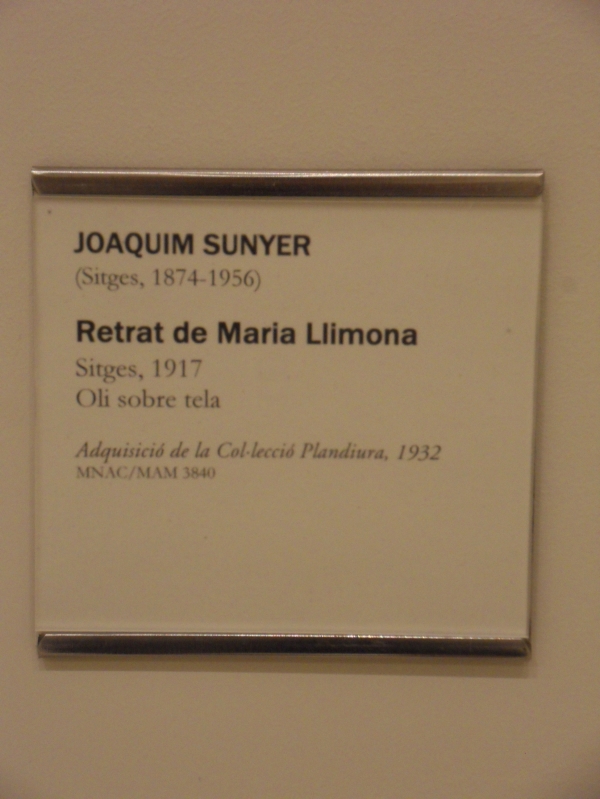 JOAQUIM SUNYER
(Sitges, 1874-1956)
Retrat de Maria Llimona
Sitges, 1917
Oli sobre tela
Adquisició de la Col·lecció Plandiura, 1932
MNAC/MAM 3840